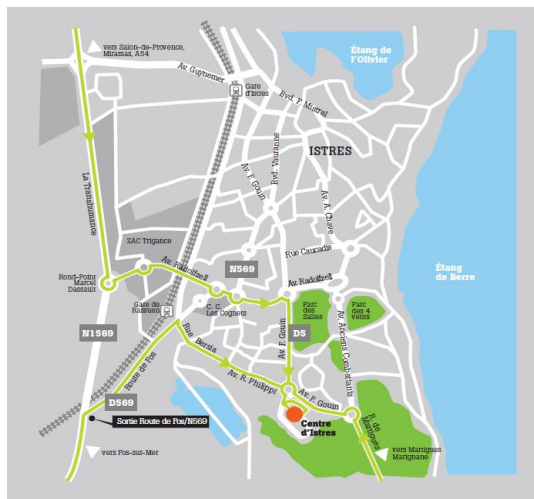 vers Salon-de-Provence,
Miramas, A54
Étang de
l'Olivier
Av. Guynemer
Gare
d'Istres
Bvd. F. Mistral
ISTRES
La Transhumance
Av. F. Gouin
Bvd. Vauranne
Av. A. Chave
ZAC Trigance
Rue Caucadis
Av. Radolfzell
N569
Av. Radolfzell
Étang
de Berre
Rond-Point
Marcel
Dassault
Gare de
Rassuen
C. C.
Les Cognets
Parc
des
Salles
Parc
des 4
vents
N1569
D5
Av. F. Gouin
Av. Anciens Combattants
Rue Bersia
Route de Fos
Av. R. Philippi
D569
Av. F. Gouin
R. de
Martigues
Sortie Route de Fos/N569
Centre
d'Istres
vers Fos-sur-Mer
vers Martigues
Marignane